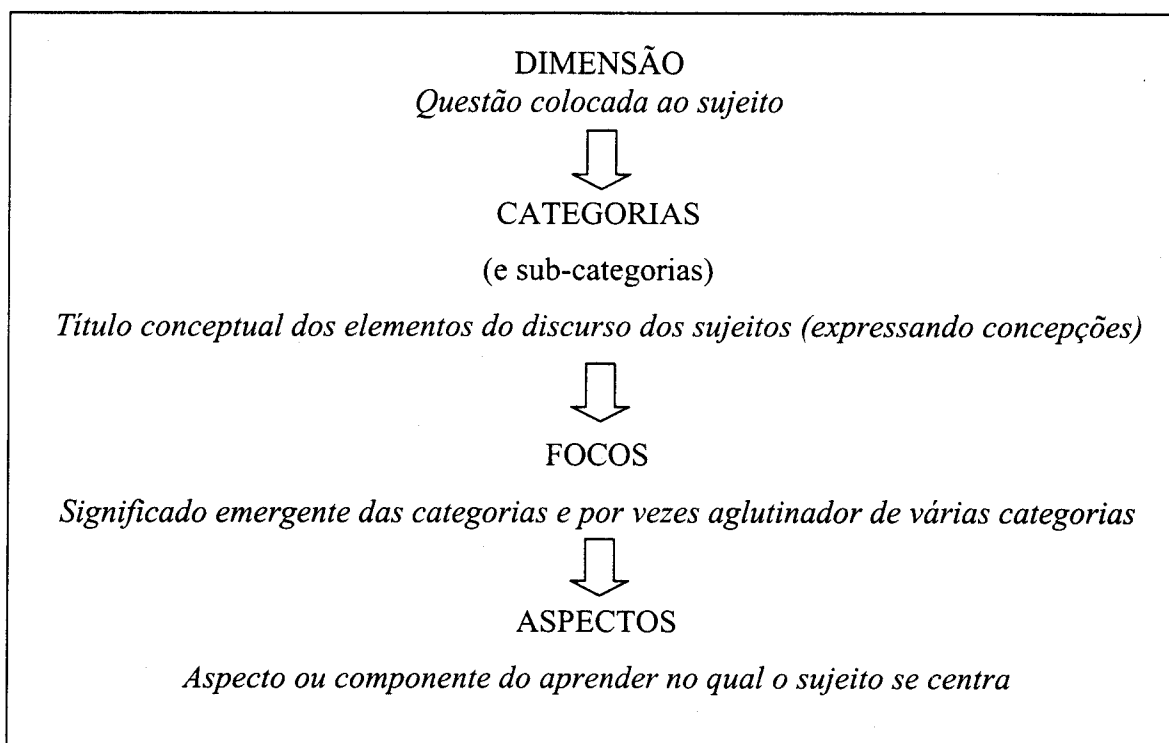 DIMENSÃO
Questão colocada ao sujeito
CATEGORIAS
(e sub-categorias)
Título conceptual dos elementos do discurso dos sujeitos (expressando concepções)
FOCOS
Significado emergente das categorias e por vezes aglutinador de várias categorias
ASPECTOS
Aspecto ou componente do aprender no qual o sujeito se centra